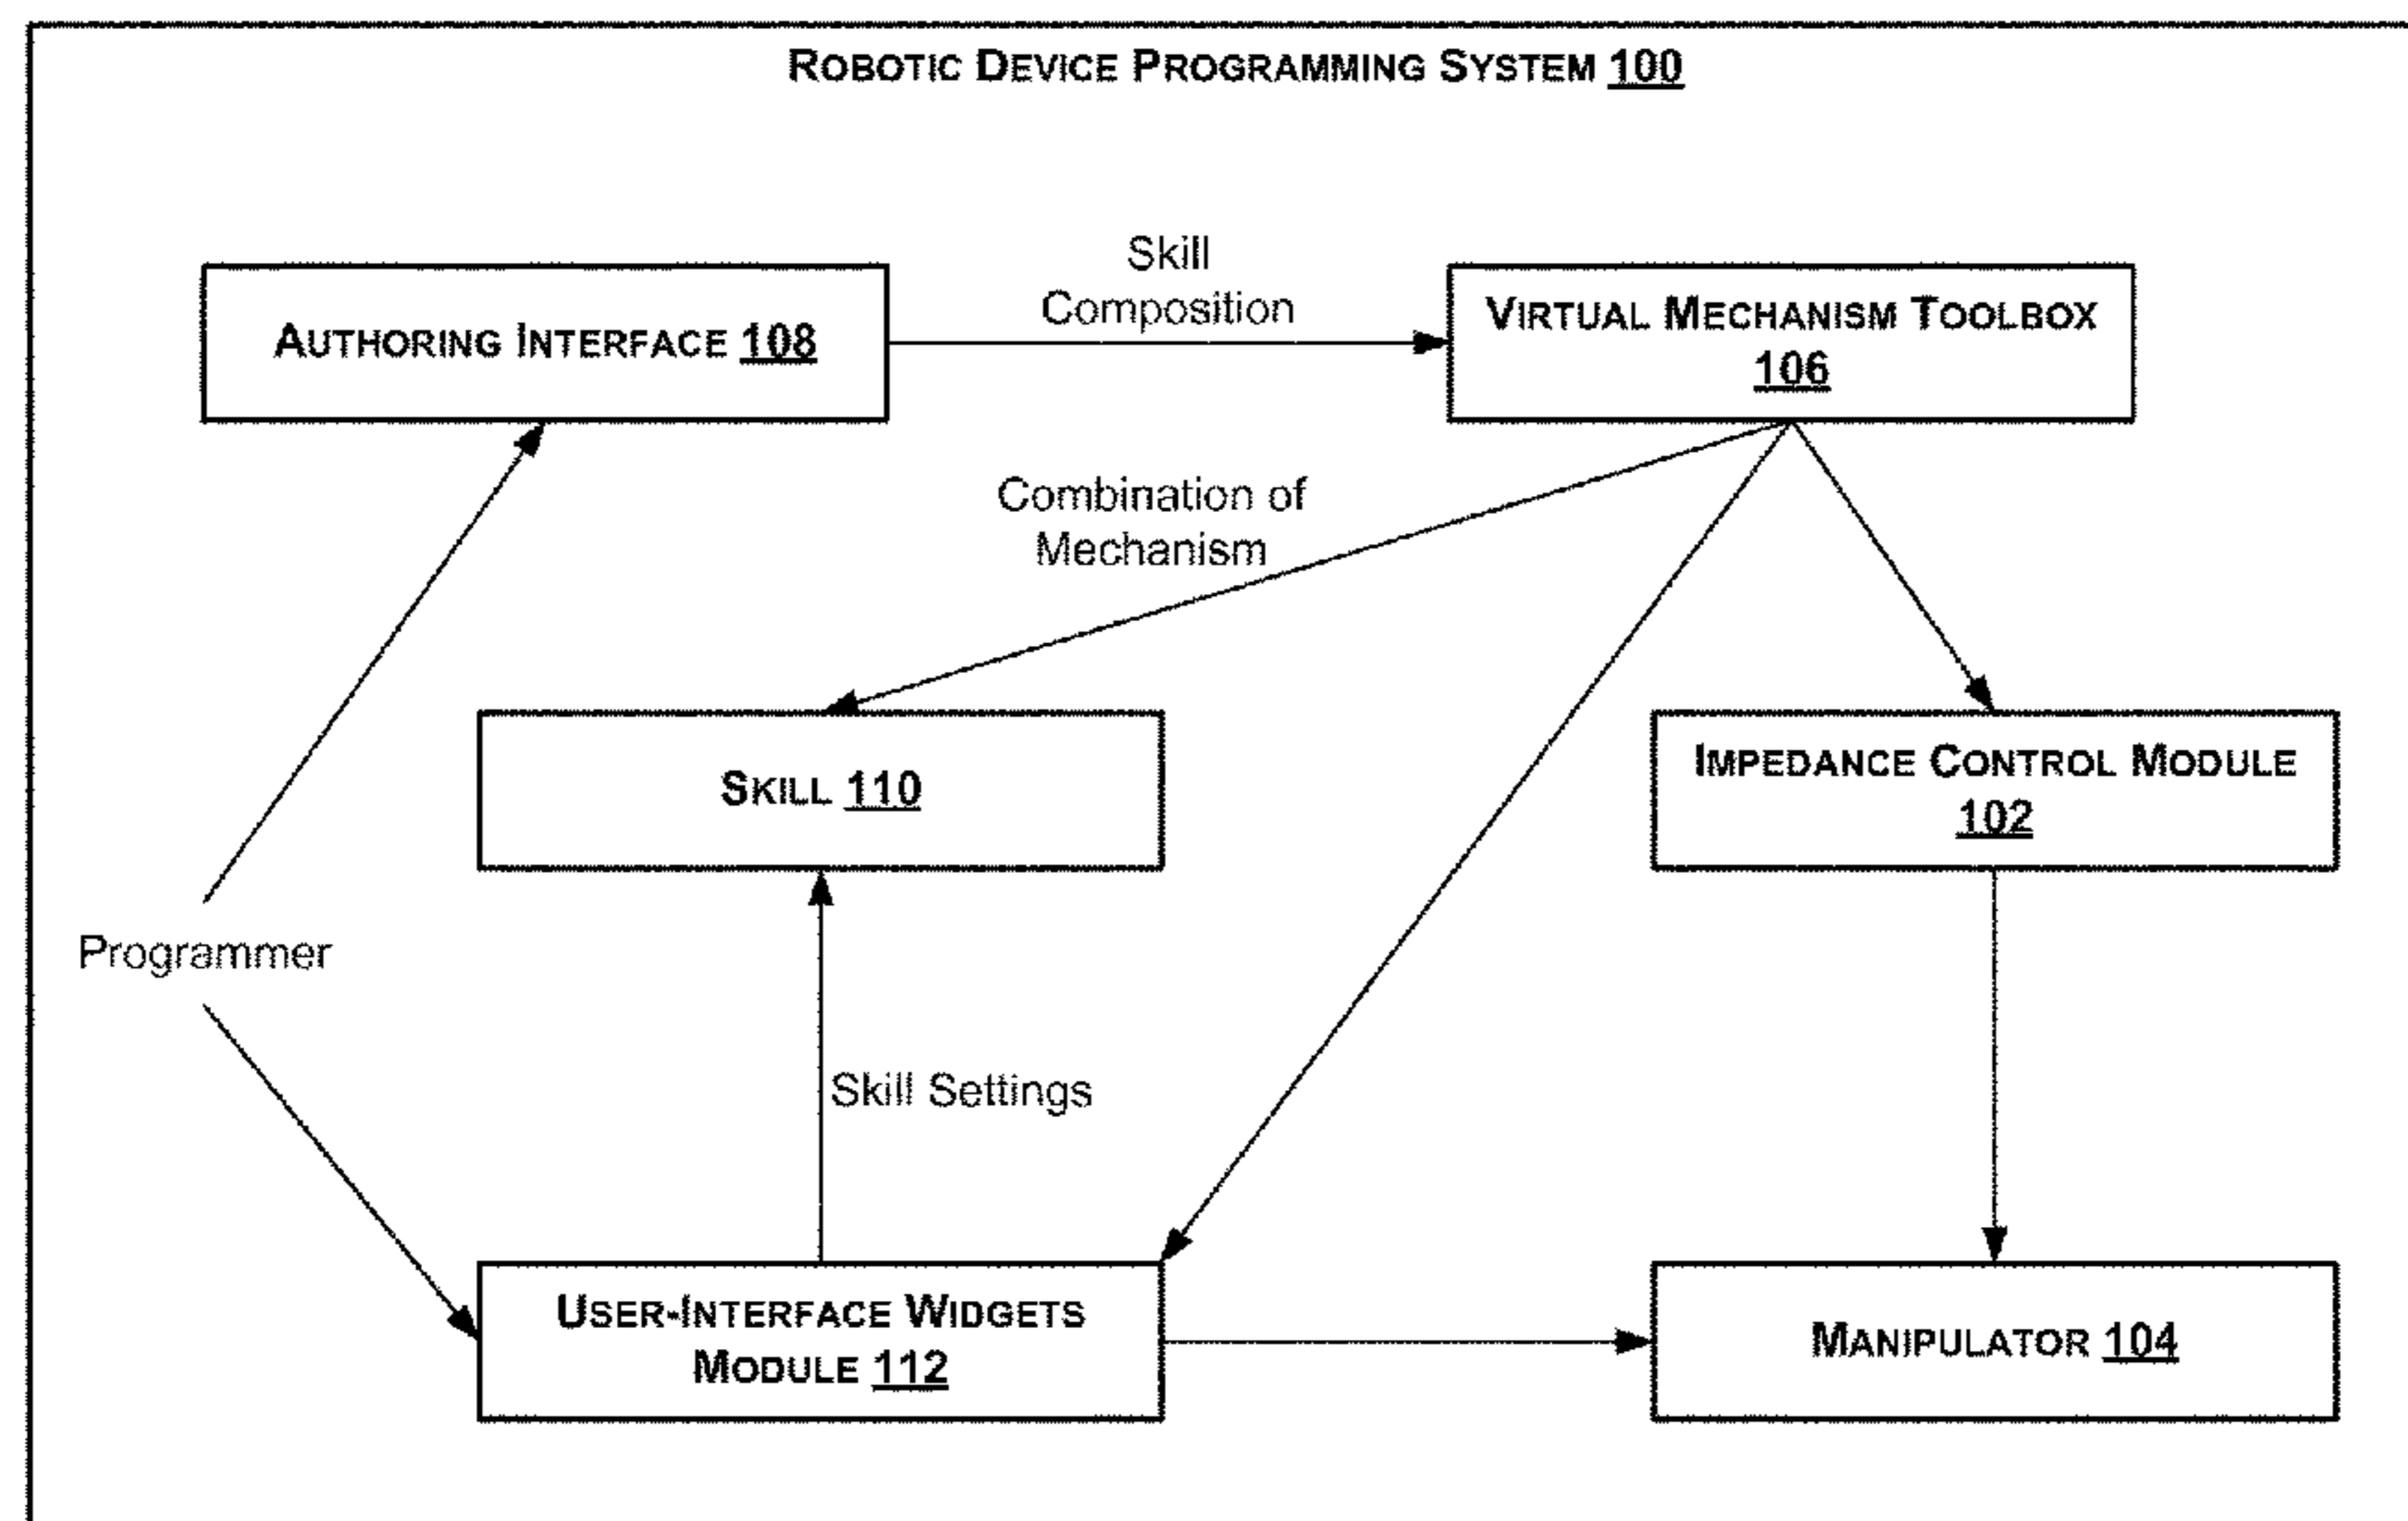 ROBOTIC DEVICE PROGRAMMING SYSTEM 100
Skill
Composition
AUTHORING INTERFACE 108
VIRTUAL MECHANISM TOOLBOX
106
Combination of
Mechanism
SKILL 110
IMPEDANCE CONTROL MODULE
102
Programmer
Skill Settings
USER-INTERFACE WIDGETS
MODULE 112
MANIPULATOR 104